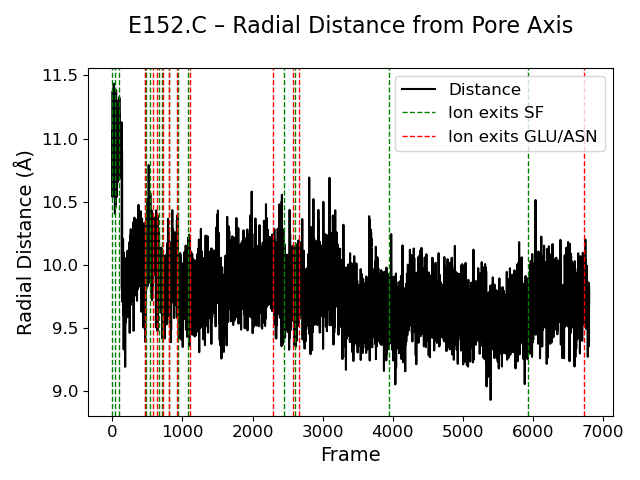 E152.C – Radial Distance from Pore Axis
11.5
11.0
10.5
10.0
9.5
9.0
Radial Distance (Å)
Distance
Ion exits SF
Ion exits GLU/ASN
0 1000 2000 3000 4000 5000 6000 7000
Frame